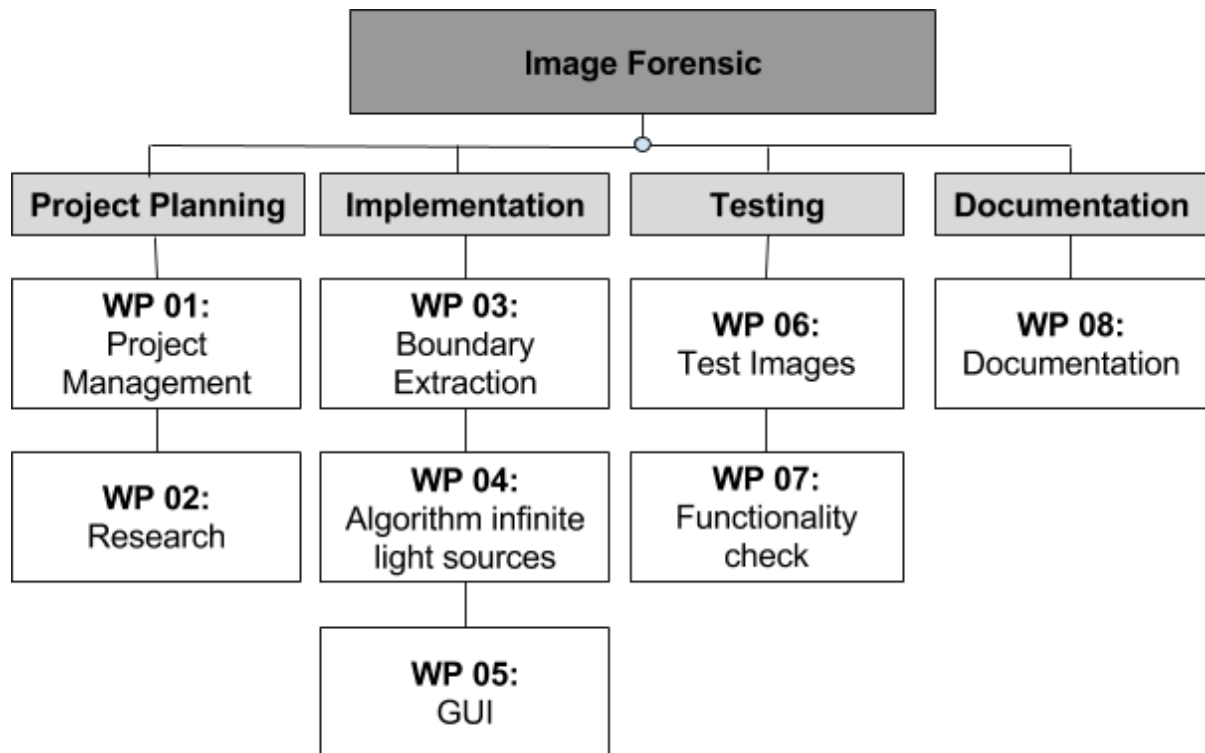 Image Forensic
Project Planning
Implementation
Testing
Documentation
WP 01:
Project
Management
WP 02:
Research
WP 03:
Boundary
Extraction
WP 04:
Algorithm infinite
light sources
WP 05:
GUI
WP 06:
Test Images
WP 07:
Functionality
check
WP 08:
Documentation